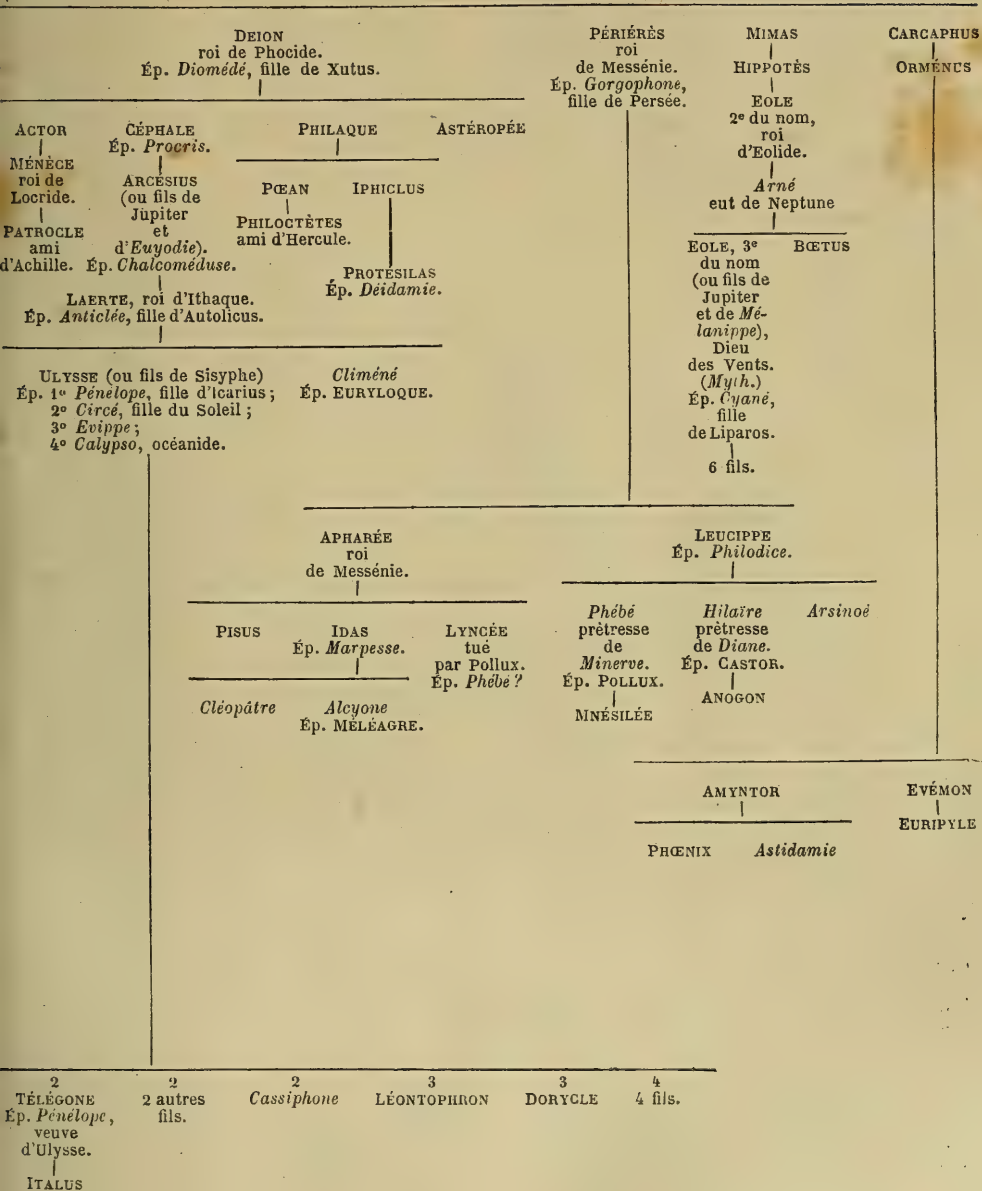 DEION
roi de Phocide.
Ép. Diomédé, fille de Xutus.
PÉRIÉRÈS
roi
de Messénie.
Ép. Gorgophone,
fille de Persée.
MIMAS
HIPPOTÈS
EOLE
2e du nom,
roi
d'Eolide.
Arné
eut de Neptune
CARCAPHUS
ORMÉNUS
ACTOR
MÉNÈCE
roi de
Locride.
PATROCLE
ami
d'Achille.
CÉPHALE
Ép. Procris.
ARCÉSIUS
(ou fils de
Jupiter
et
d'Euyodie).
Ép. Chalcoméduse.
PHILAQUE
ASTÉROPÉE
PŒAN
PHILOCTÈTES
ami d'Hercule.
IPHICLUS
PROTÉSILAS
Ép. Déidamie.
EOLE, 3e
du nom
(ou fils de
Jupiter
et de Mé-
lanippe),
Dieu
des Vents.
(Myth.)
Ép. Cyané,
fille
de Liparos.
6 fils.
BŒTUS
LAERTE, roi d'Ithaque.
Ép. Anticlée, fille d'Autolicus.
ULYSSE (ou fils de Sisyphe)
Ép. 1o Pénélope, fille d'Icarius;
2o Circé, fille du Soleil;
3o Evippe;
4o Calypso, océanide.
Climéné
Ép. EURYLOQUE.
APHARÉE
roi
de Messénie.
LEUCIPPE
Ép. Philodice.
PISUS
IDAS
Ép. Marpesse.
LYNCÉE
tué
par Pollux.
Ép. Phébé?
Phébé
prêtresse
de
Minerve.
Ép. POLLUX.
MNÉSILÉE
Hilaïre
prêtresse
de Diane.
Ép. CASTOR.
ANOGON
Arsinoé
Cléopâtre
Alcyone
Ép. MÉLÉAGRE.
AMYNTOR
EVÉMON
EURIPYLE
PHŒNIX
Astidamie
2
TÉLÉGONE
Ép. Pénélope,
veuve
d'Ulysse.
ITALUS
2
2 autres
fils.
2
Cassiphone
3
LÉONTOPHRON
3
DORYCLE
4
4 fils.